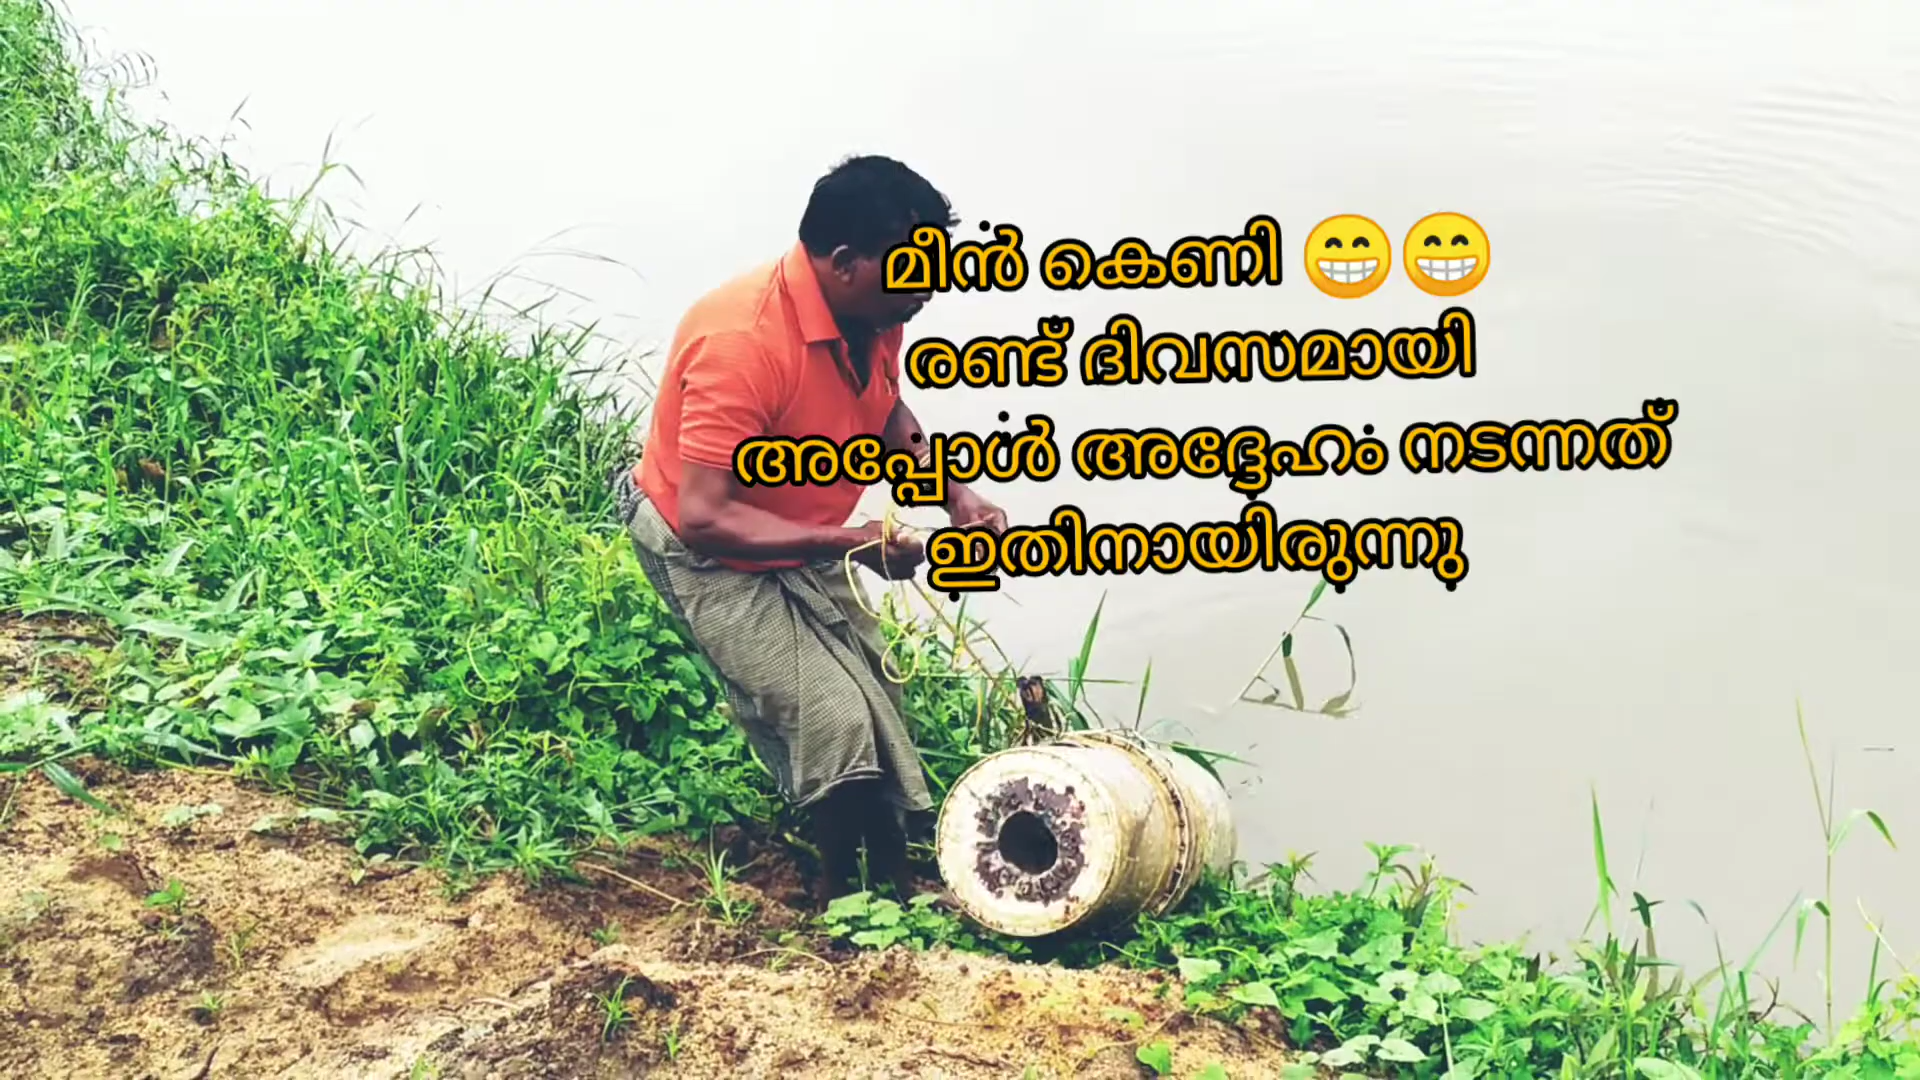 മീൻ കെണി 😁😁
രണ്ട് ദിവസമായി
അപ്പോൾ അദ്ദേഹം നടന്നത്
ഇതിനായിരുന്നു